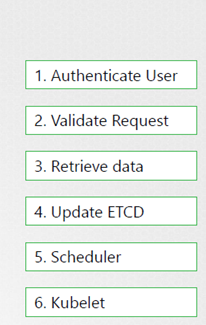 1. Authenticate User
2. Validate Request
3. Retrieve data
4. Update ETCD
5. Scheduler
6. Kubelet